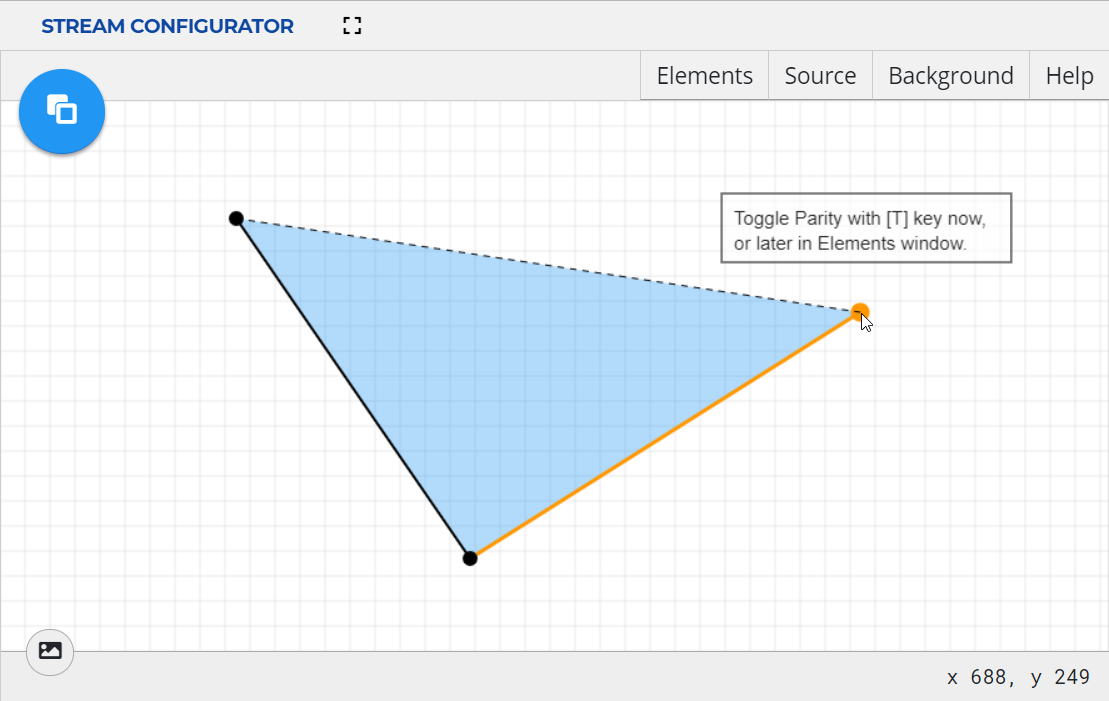 STREAM CONFIGURATOR
Elements Source Background Help
Toggle Parity with [T] key now,
or later in Elements window.
x 688, y 249